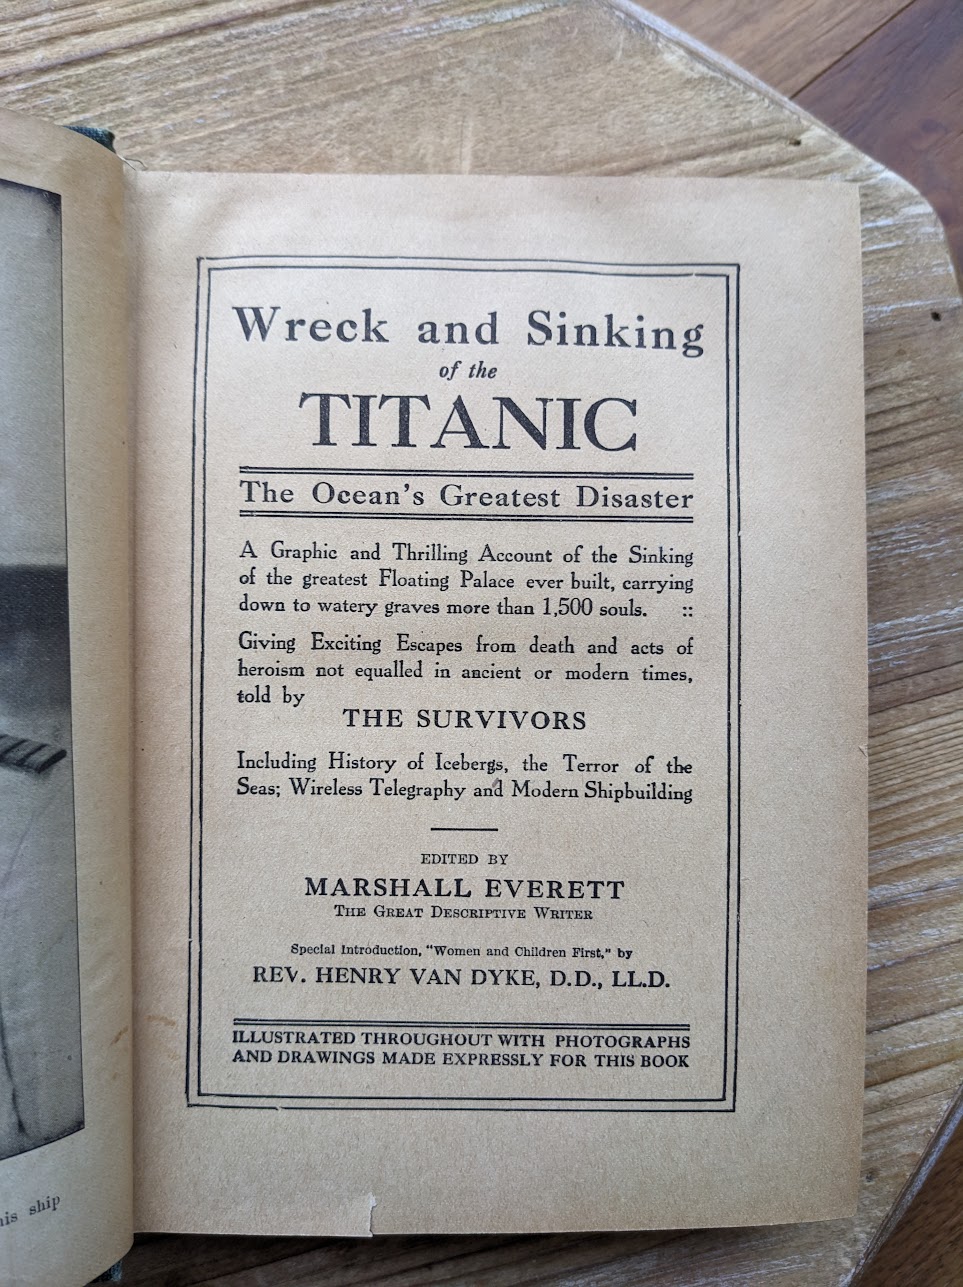 Wreck and Sinking
of the
TITANIC
The Ocean's Greatest Disaster
A Graphic and Thrilling Account of the Sinking
of the greatest Floating Palace ever built, carrying
down to watery graves more than 1,500 souls. ::
Giving Exciting Escapes from death and acts of
heroism not equalled in ancient or modern times,
told by
THE SURVIVORS
Including History of Icebergs, the Terror of the
Seas; Wireless Telegraphy and Modern Shipbuilding
EDITED BY
MARSHALL EVERETT
THE GREAT DESCRIPTIVE WRITER
Special Introduction, "Women and Children First," by
REV. HENRY VAN DYKE, D.D., LL.D.
ILLUSTRATED THROUGHOUT WITH PHOTOGRAPHS
AND DRAWINGS MADE EXPRESSLY FOR THIS BOOK
ship